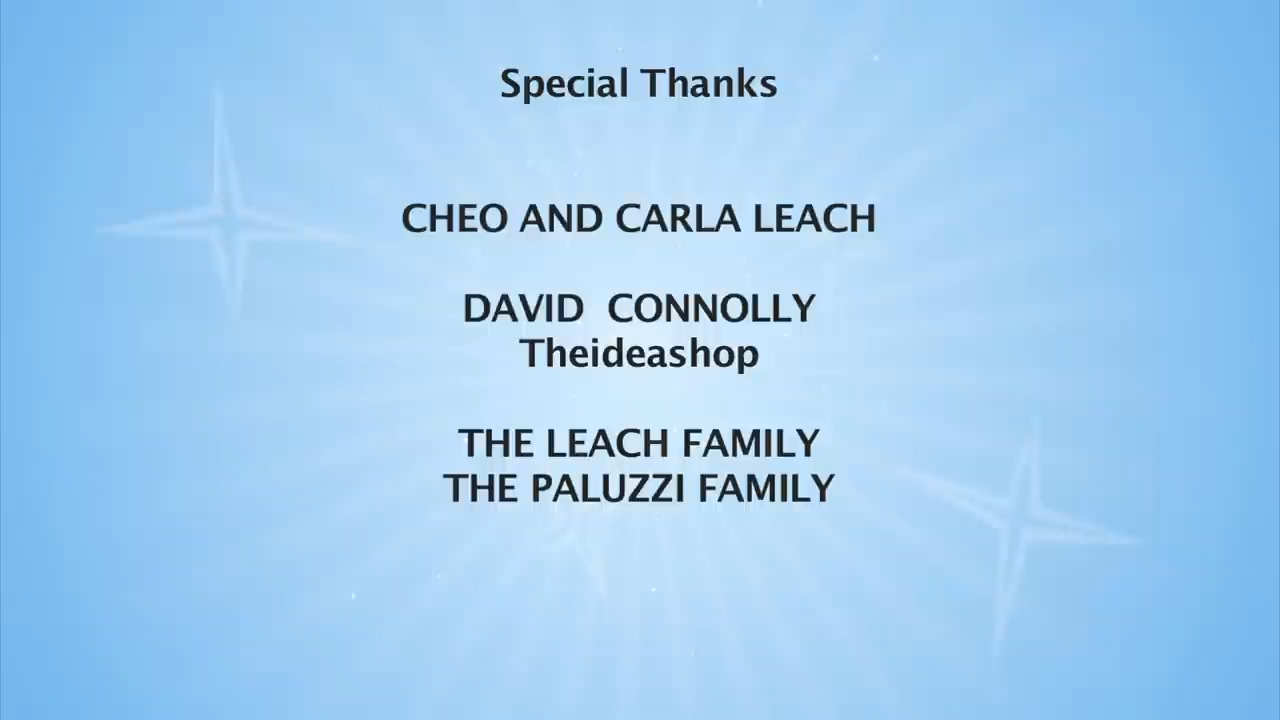 Special Thanks
CHEO AND CARLA LEACH
DAVID  CONNOLLY
Theideashop
THE LEACH FAMILY
THE PALUZZI FAMILY